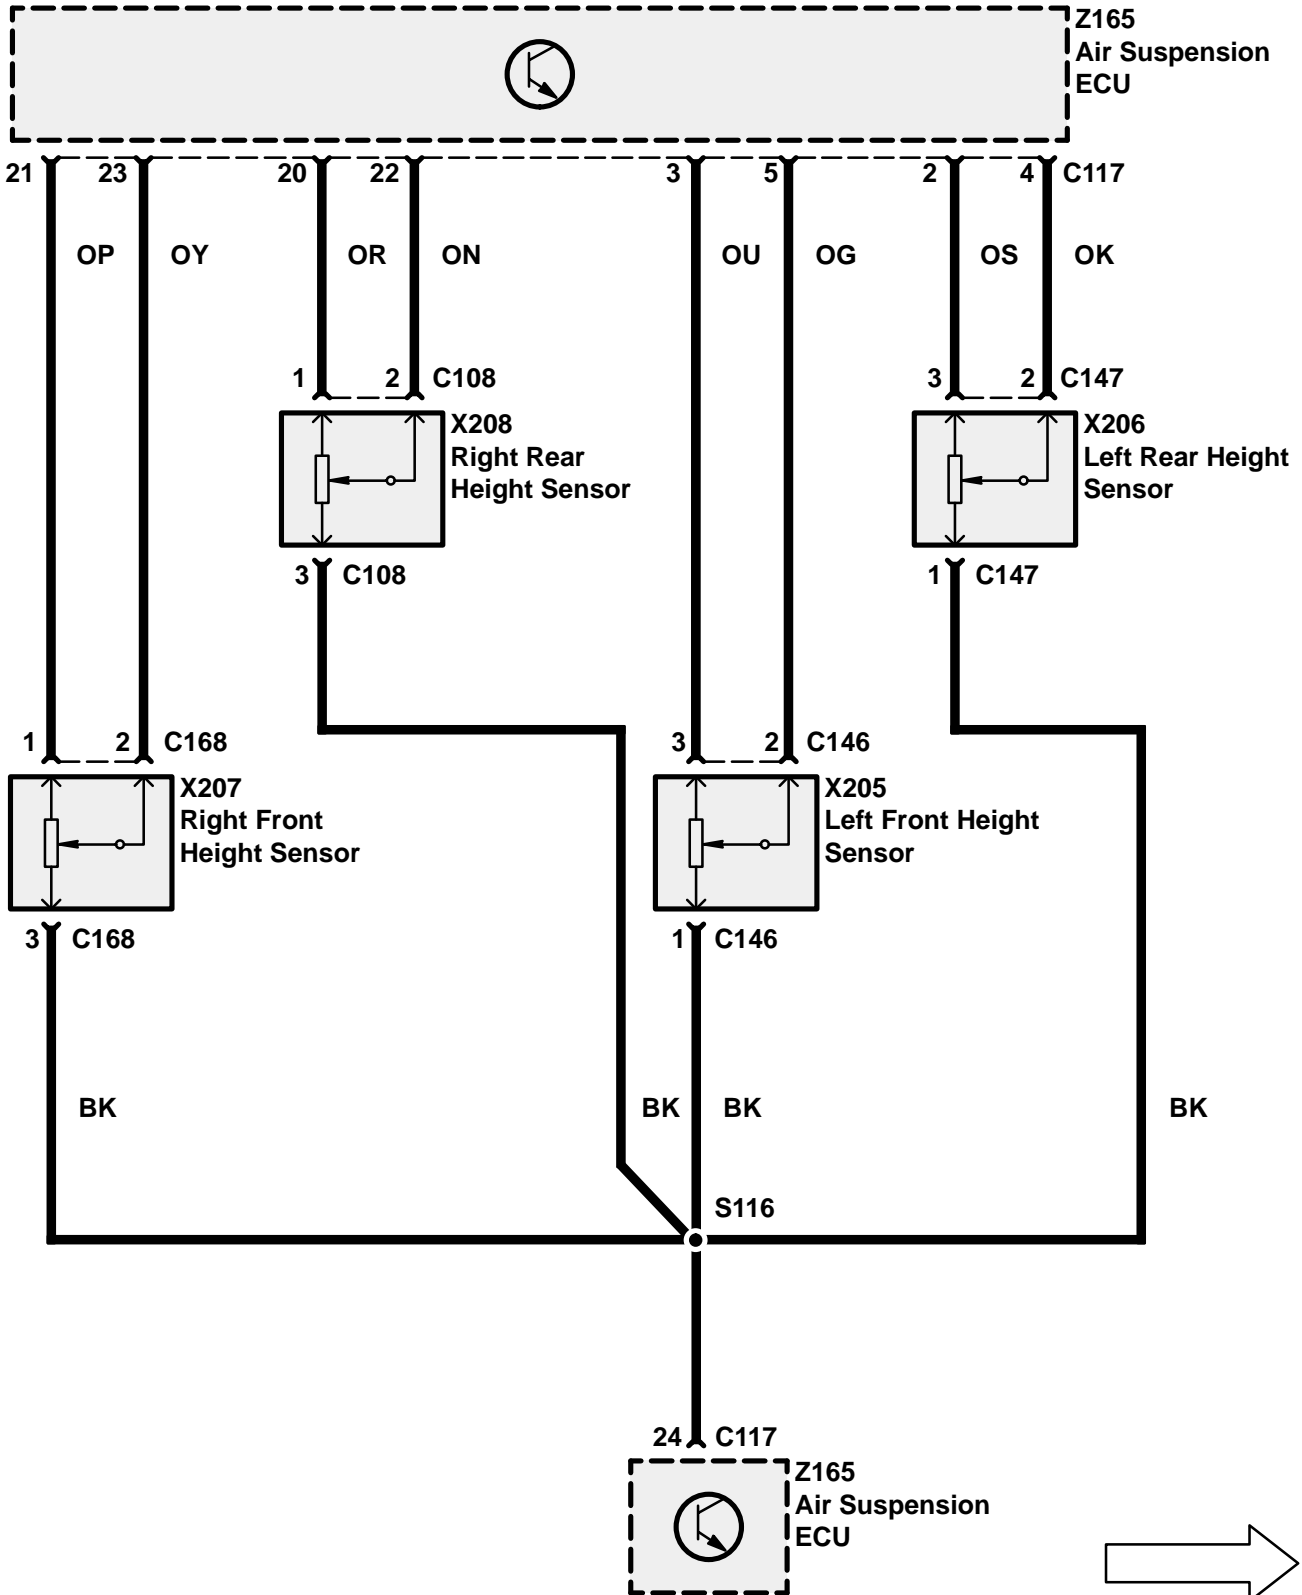 Z165
Air Suspension
ECU
21 23 20 22 3 5 2 4 C117
OP OY OR ON OU OG OS OK
1 2 C108
3 2 C147
X208
Right Rear
Height Sensor
X206
Left Rear Height
Sensor
3 C108
1 C147
1 2 C168
3 2 C146
X207
Right Front
Height Sensor
X205
Left Front Height
Sensor
3 C168
1 C146
BK BK BK BK
S116
24 C117
Z165
Air Suspension
ECU